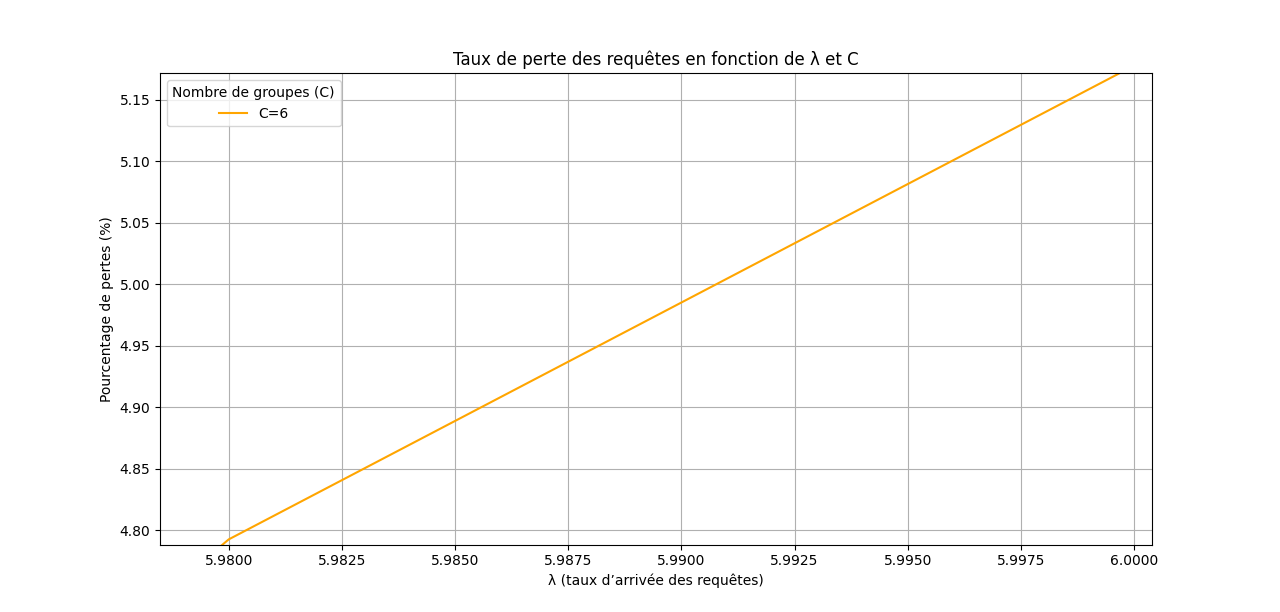 Taux de perte des requêtes en fonction de λ et C
Nombre de groupes (C)
C=6
Pourcentage de pertes (%)
5.15
5.10
5.05
5.00
4.95
4.90
4.85
4.80
5.9800 5.9825 5.9850 5.9875 5.9900 5.9925 5.9950 5.9975 6.0000
λ (taux d’arrivée des requêtes)